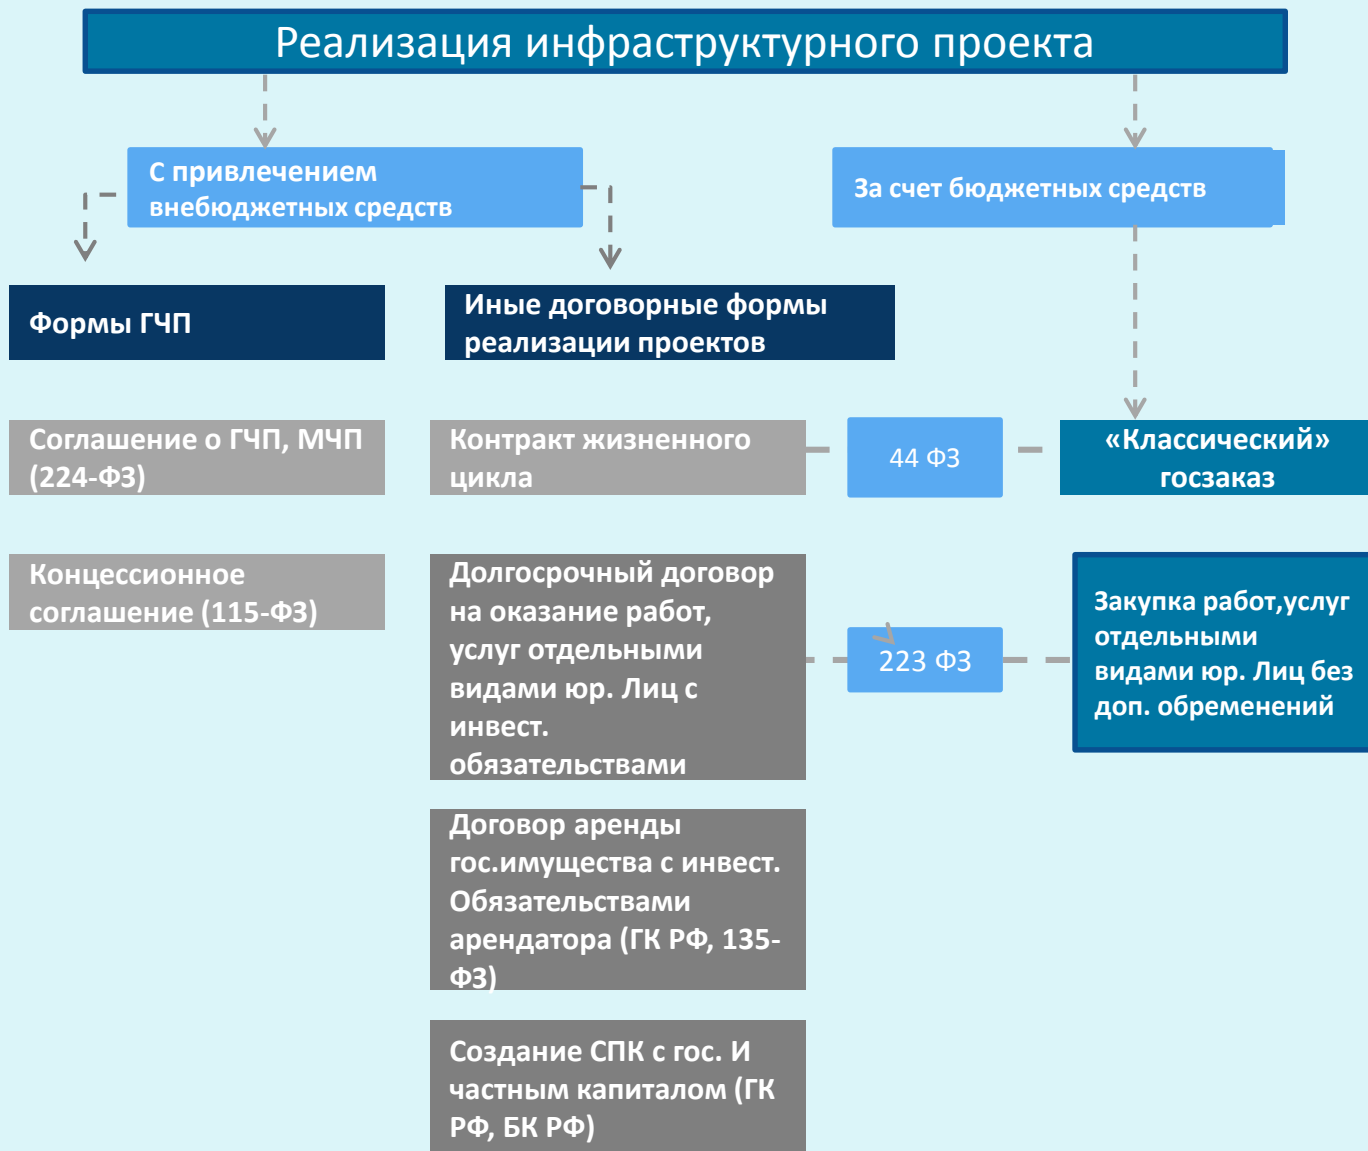 Реализация инфраструктурного проекта
С привлечением
внебюджетных средств
За счет бюджетных средств
Формы ГЧП
Иные договорные формы
реализации проектов
Соглашение о ГЧП, МЧП
(224-ФЗ)
Контракт жизненного
цикла
44 ФЗ
«Классический»
госзаказ
Концессионное
соглашение (115-ФЗ)
Долгосрочный договор
на оказание работ,
услуг отдельными
видами юр. Лиц с
инвест.
обязательствами
223 ФЗ
Закупка работ,услуг
отдельными
видами юр. Лиц без
доп. обременений
Договор аренды
гос.имущества с инвест.
Обязательствами
арендатора (ГК РФ, 135-
ФЗ)
Создание СПК с гос. И
частным капиталом (ГК
РФ, БК РФ)